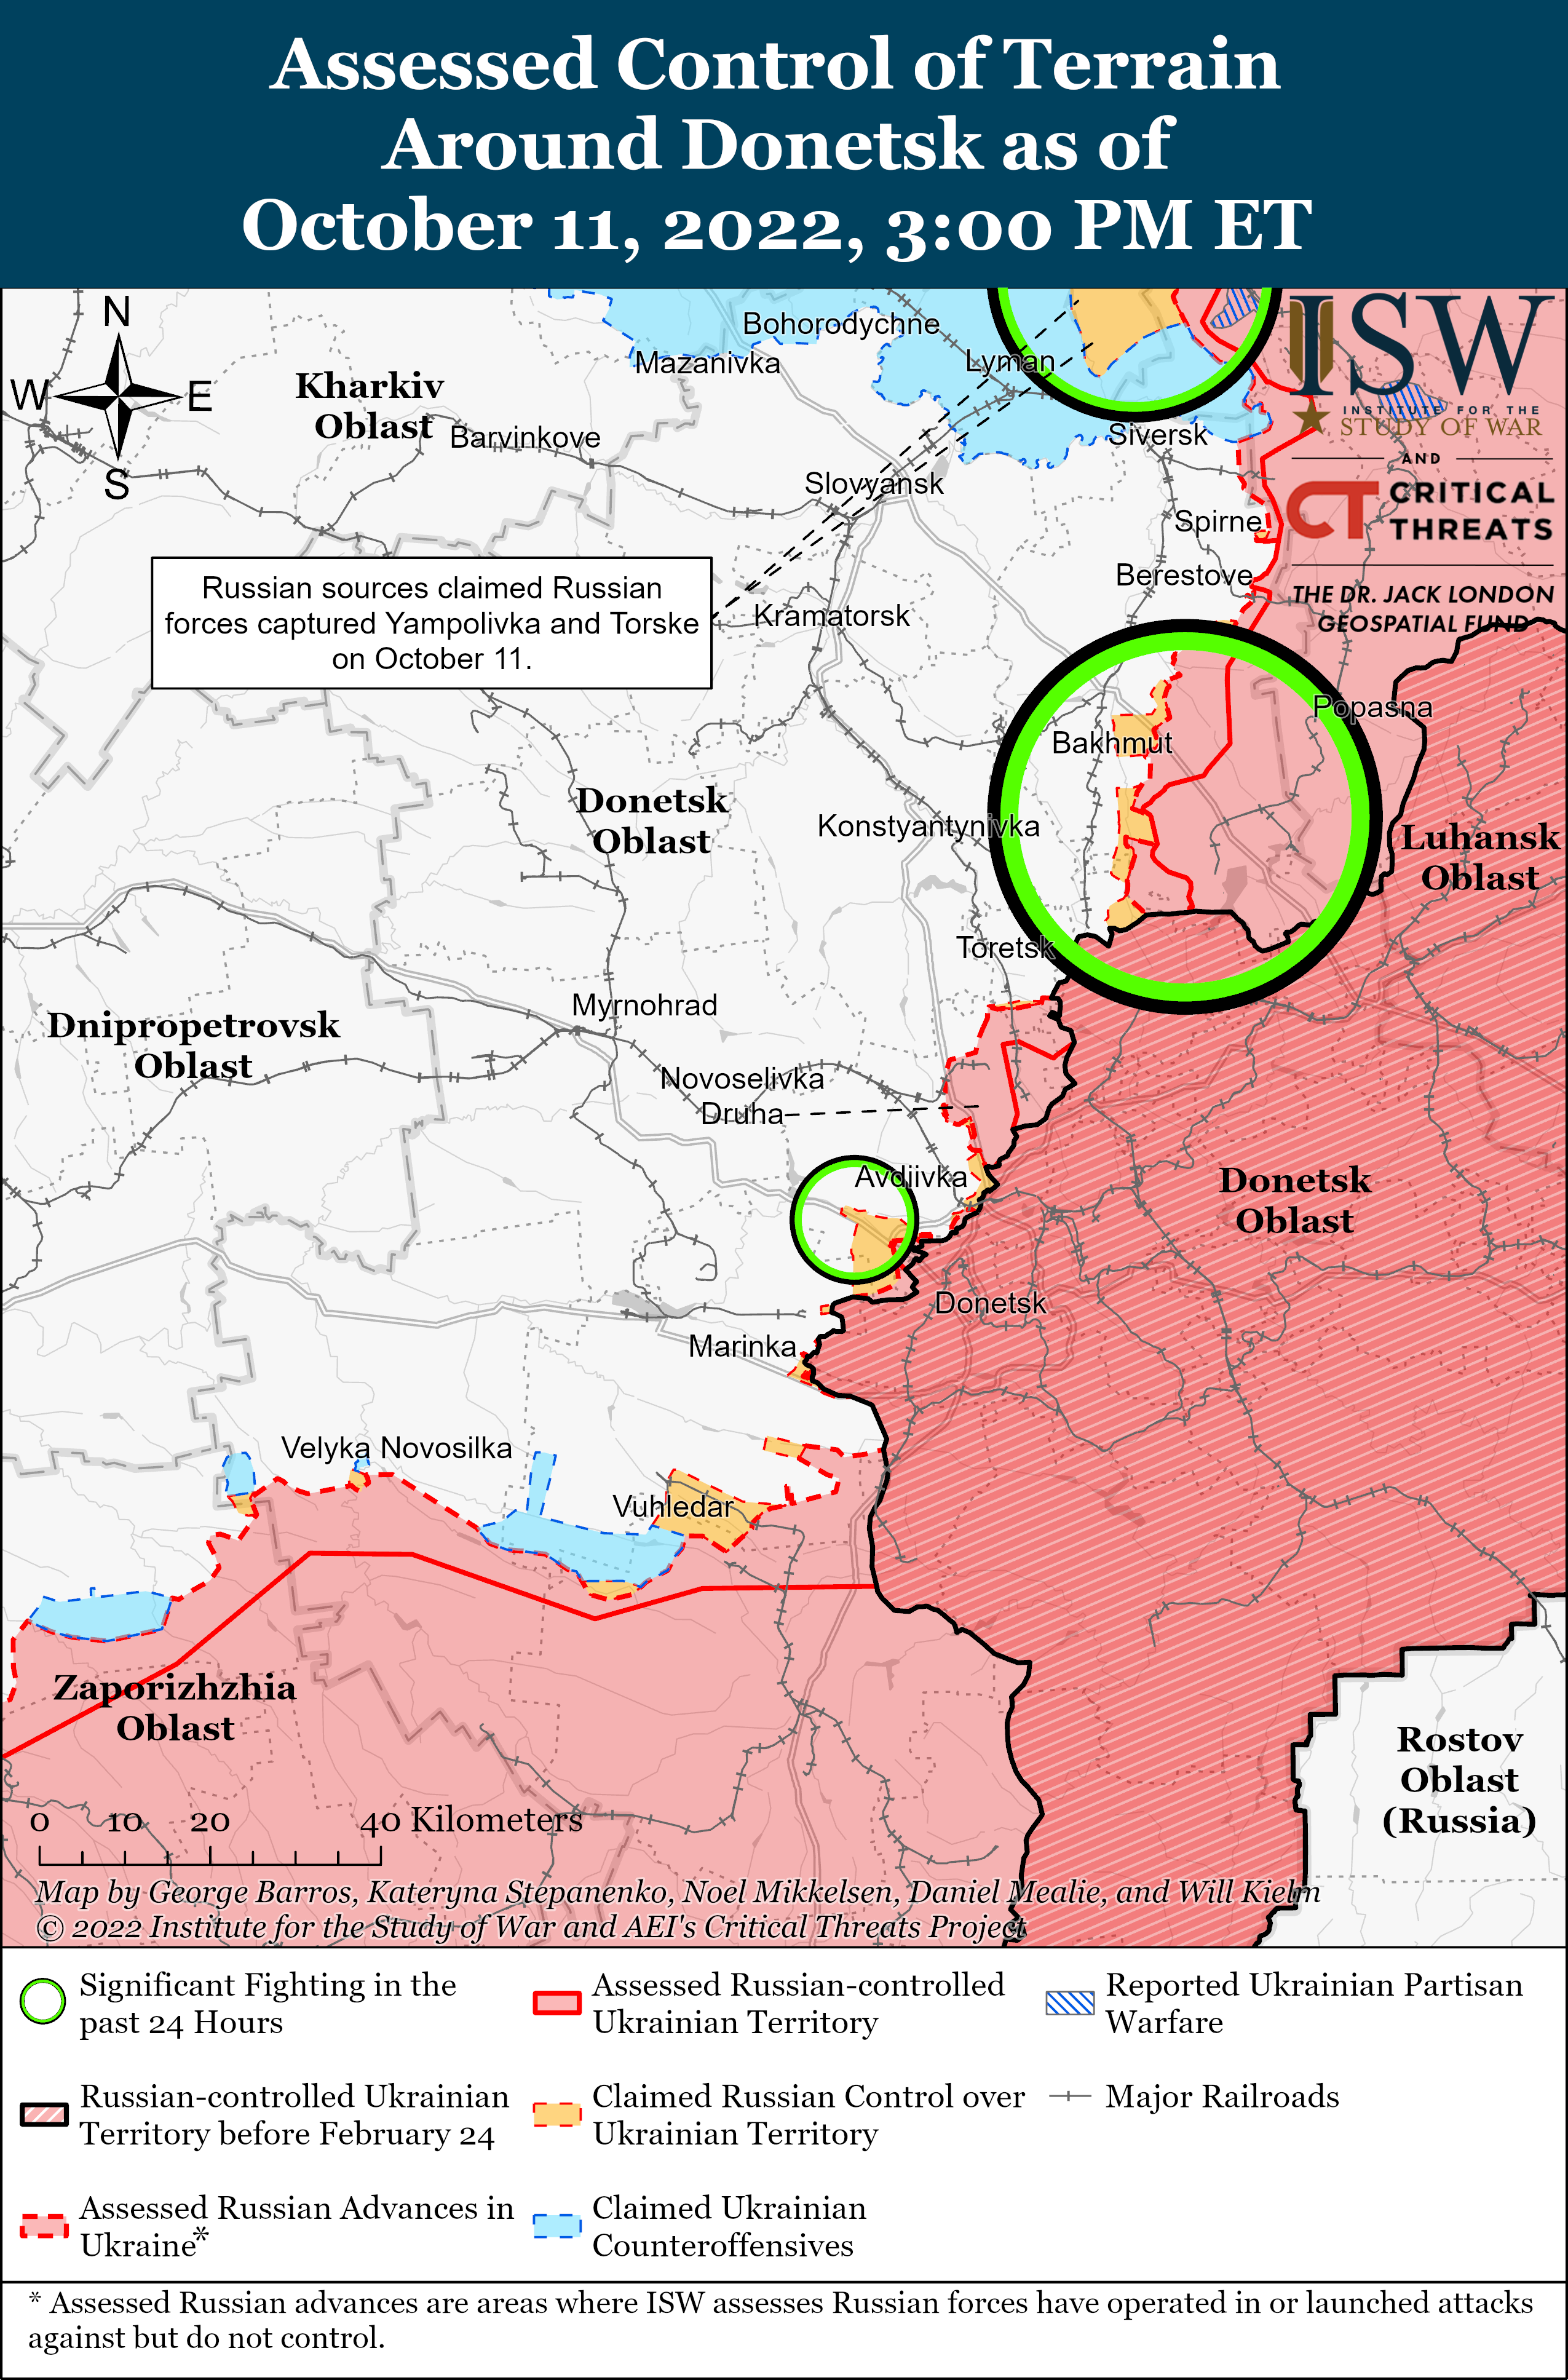 Assessed Control of Terrain
Around Donetsk as of
October 11, 2022, 3:00 PM ET
N
W
E
S
Kharkiv
Oblast
Bohorodychne
Mazanivka
Lyman
Barvinkove
Siversk
Slovyansk
Spirne
Berestove
ISW
INSTITUTE FOR THE
STUDY OF WAR
AND
CT CRITICAL
THREATS
THE DR. JACK LONDON
GEOSPATIAL FUND
Russian sources claimed Russian
forces captured Yampolivka and Torske
on October 11.
Kramatorsk
Popasna
Bakhmut
Donetsk
Oblast
Konstyantynivka
Luhansk
Oblast
Toretsk
Myrnohrad
Dnipropetrovsk
Oblast
Novoselivka
Druha
Avdiivka
Donetsk
Oblast
Donetsk
Marinka
Velyka Novosilka
Vuhledar
Zaporizhzhia
Oblast
Rostov
Oblast
(Russia)
0 10 20 40 Kilometers
Map by George Barros, Kateryna Stepanenko, Noel Mikkelsen, Daniel Mealie, and Will Kielm
© 2022 Institute for the Study of War and AEI's Critical Threats Project
Significant Fighting in the
past 24 Hours
Russian-controlled Ukrainian
Territory before February 24
Assessed Russian Advances in
Ukraine*
Assessed Russian-controlled
Ukrainian Territory
Claimed Russian Control over
Ukrainian Territory
Claimed Ukrainian
Counteroffensives
Reported Ukrainian Partisan
Warfare
Major Railroads
* Assessed Russian advances are areas where ISW assesses Russian forces have operated in or launched attacks
against but do not control.